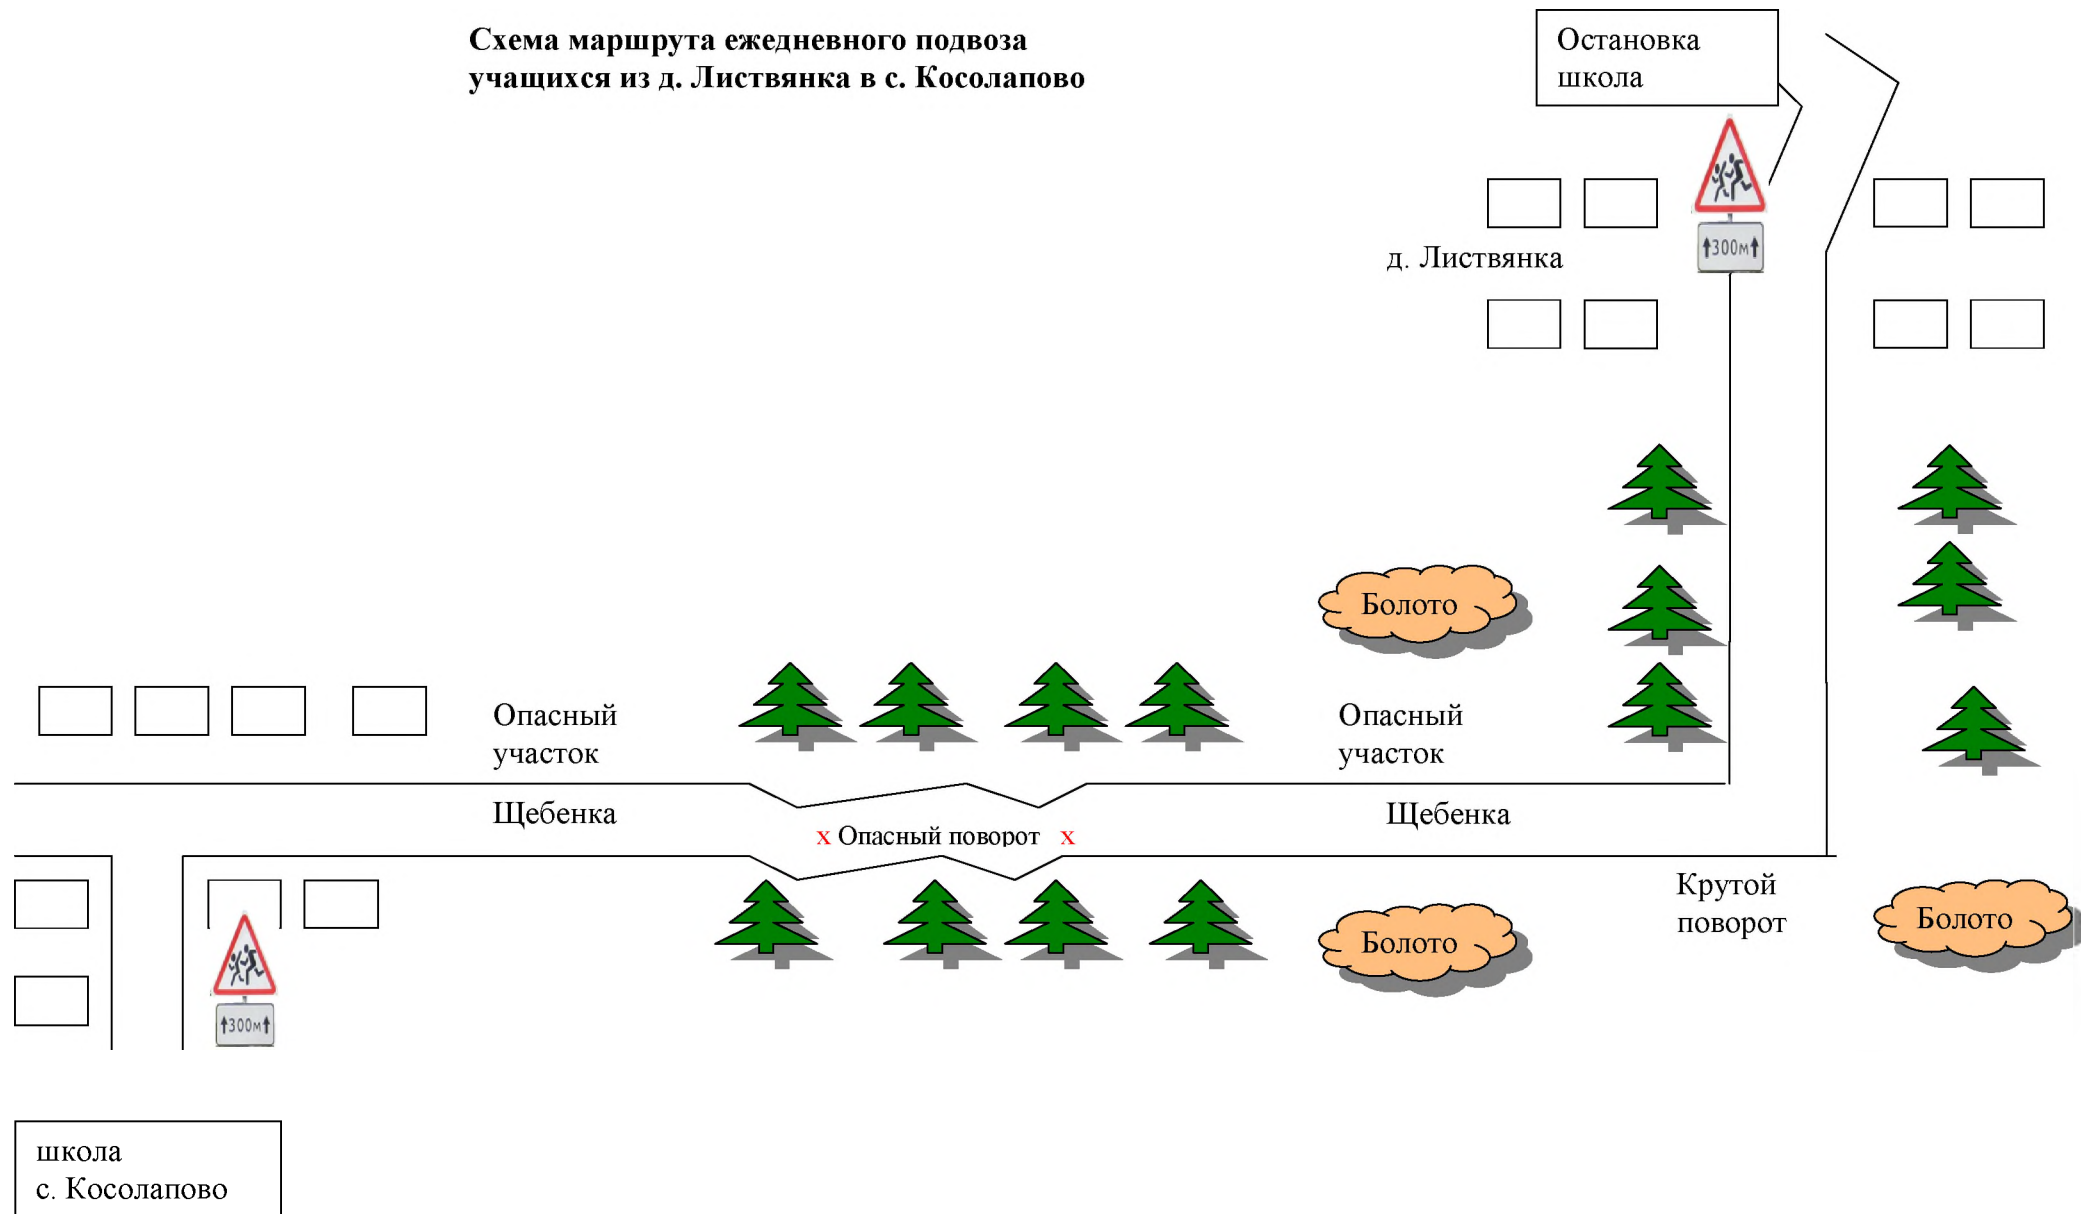 Схема маршрута ежедневного подвоза
учащихся из д. Листвянка в с. Косолапово
Остановка
школа
300м
д. Листвянка
Болото
Опасный
участок
Опасный
участок
Щебенка
Щебенка
х Опасный поворот х
Крутой
поворот
Болото
Болото
300м
школа
с. Косолапово